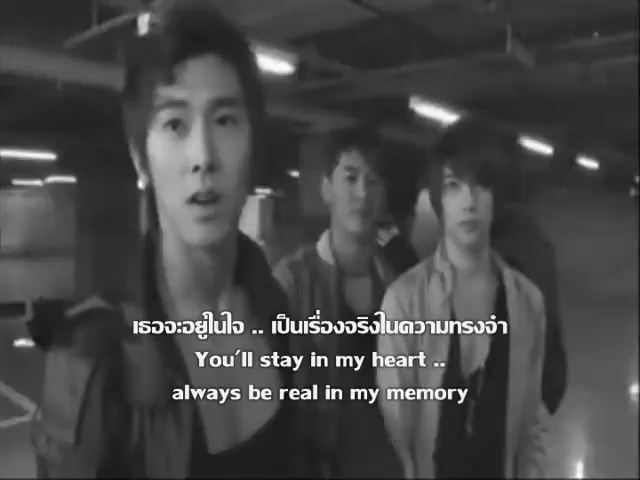 เธอจะอยู่ในใจ .. เป็นเรื่องจริงในความทรงจำ
You'll stay in my heart ..
always be real in my memory